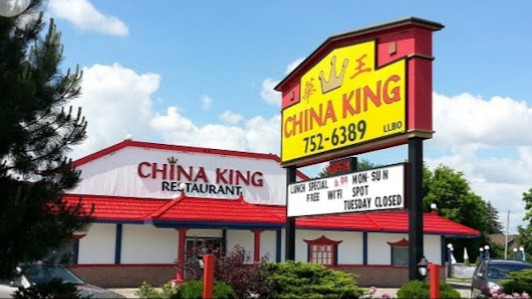 華 王
CHINA KING
752-6389
LLBO
LUNCH SPECIAL 6.99 MON-SUN
FREE WIFI SPOT
TUESDAY CLOSED
CHINA KING
RESTAURANT